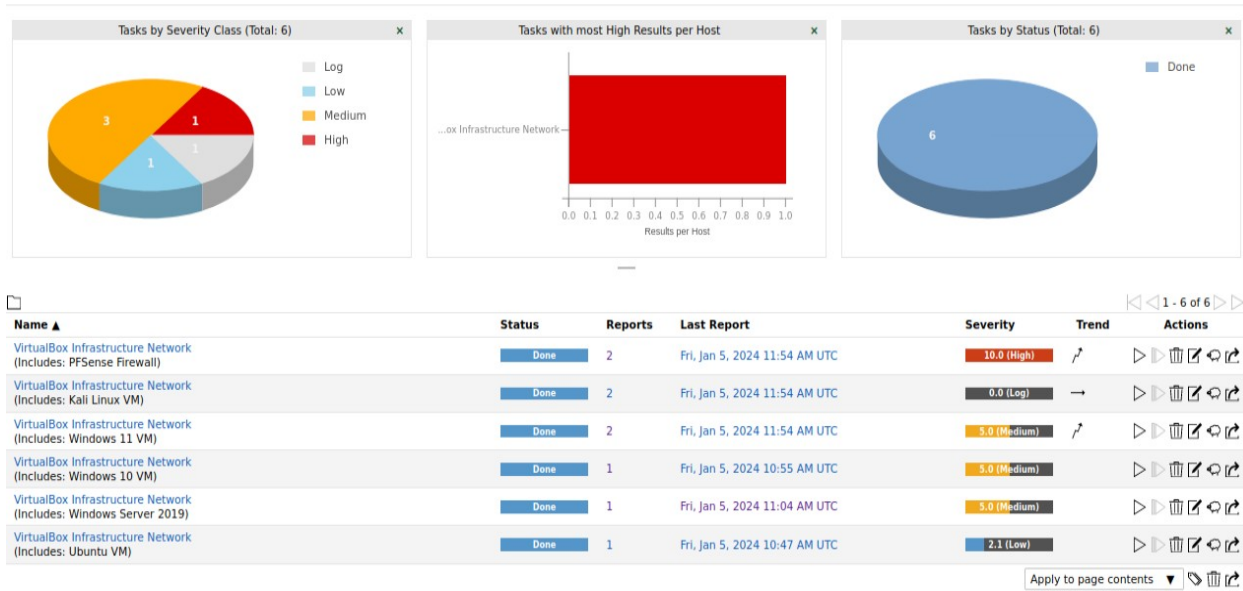 Tasks by Severity Class (Total: 6) ×
Tasks with most High Results per Host ×
Tasks by Status (Total: 6) ×
Log
Low
Medium
High
3
1
1
1
...ox Infrastructure Network
0.0 0.1 0.2 0.3 0.4 0.5 0.6 0.7 0.8 0.9 1.0
Results per Host
Done
6
1 - 6 of 6
Name ▲ Status Reports Last Report Severity Trend Actions
VirtualBox Infrastructure Network
(Includes: PFSense Firewall) Done 2 Fri, Jan 5, 2024 11:54 AM UTC 10.0 (High)
VirtualBox Infrastructure Network
(Includes: Kali Linux VM) Done 2 Fri, Jan 5, 2024 11:54 AM UTC 0.0 (Log)
VirtualBox Infrastructure Network
(Includes: Windows 11 VM) Done 2 Fri, Jan 5, 2024 11:54 AM UTC 5.0 (Medium)
VirtualBox Infrastructure Network
(Includes: Windows 10 VM) Done 1 Fri, Jan 5, 2024 10:55 AM UTC 5.0 (Medium)
VirtualBox Infrastructure Network
(Includes: Windows Server 2019) Done 1 Fri, Jan 5, 2024 11:04 AM UTC 5.0 (Medium)
VirtualBox Infrastructure Network
(Includes: Ubuntu VM) Done 1 Fri, Jan 5, 2024 10:47 AM UTC 2.1 (Low)
Apply to page contents ▼